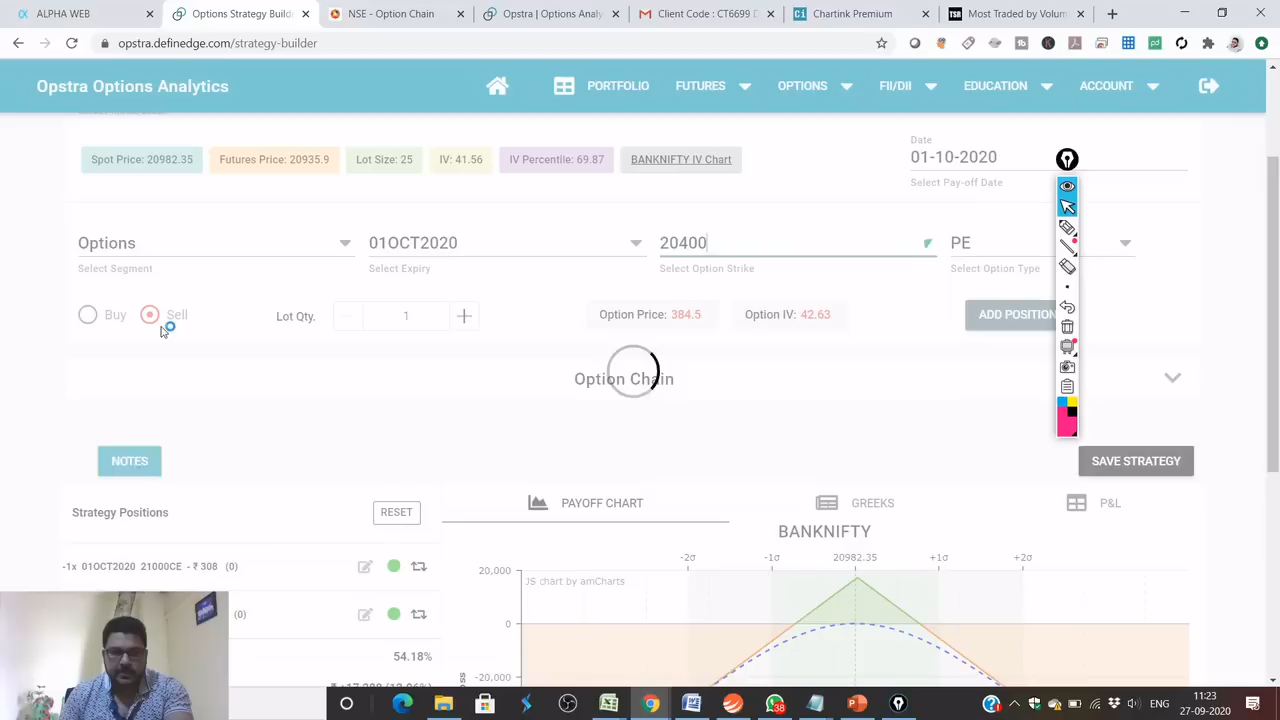 ALPHA WEB
Options Strategy Build
NSE - Option Chain
Opstra | Options Analy
Client Code : CT6699 D
Chartink Premium
Most Traded by Volum
opstra.definedge.com/strategy-builder
Opstra Options Analytics
PORTFOLIO
FUTURES
OPTIONS
FII/DII
EDUCATION
ACCOUNT
Spot Price: 20982.35
Futures Price: 20935.9
Lot Size: 25
IV: 41.56
IV Percentile: 69.87
BANKNIFTY IV Chart
Date
01-10-2020
Select Pay-off Date
Options
01OCT2020
20400
PE
Select Segment
Select Expiry
Select Option Strike
Select Option Type
Buy
Sell
Lot Qty.
1
Option Price: 384.5
Option IV: 42.63
ADD POSITION
Option Chain
NOTES
SAVE STRATEGY
Strategy Positions
RESET
PAYOFF CHART
GREEKS
P&L
BANKNIFTY
-2σ
-1σ
20982.35
+1σ
+2σ
-1x 01OCT2020 21000CE - ₹ 308 (0)
20,000
JS chart by amCharts
(0)
0
54.18%
-20,000
38
ENG
11:23
27-09-2020